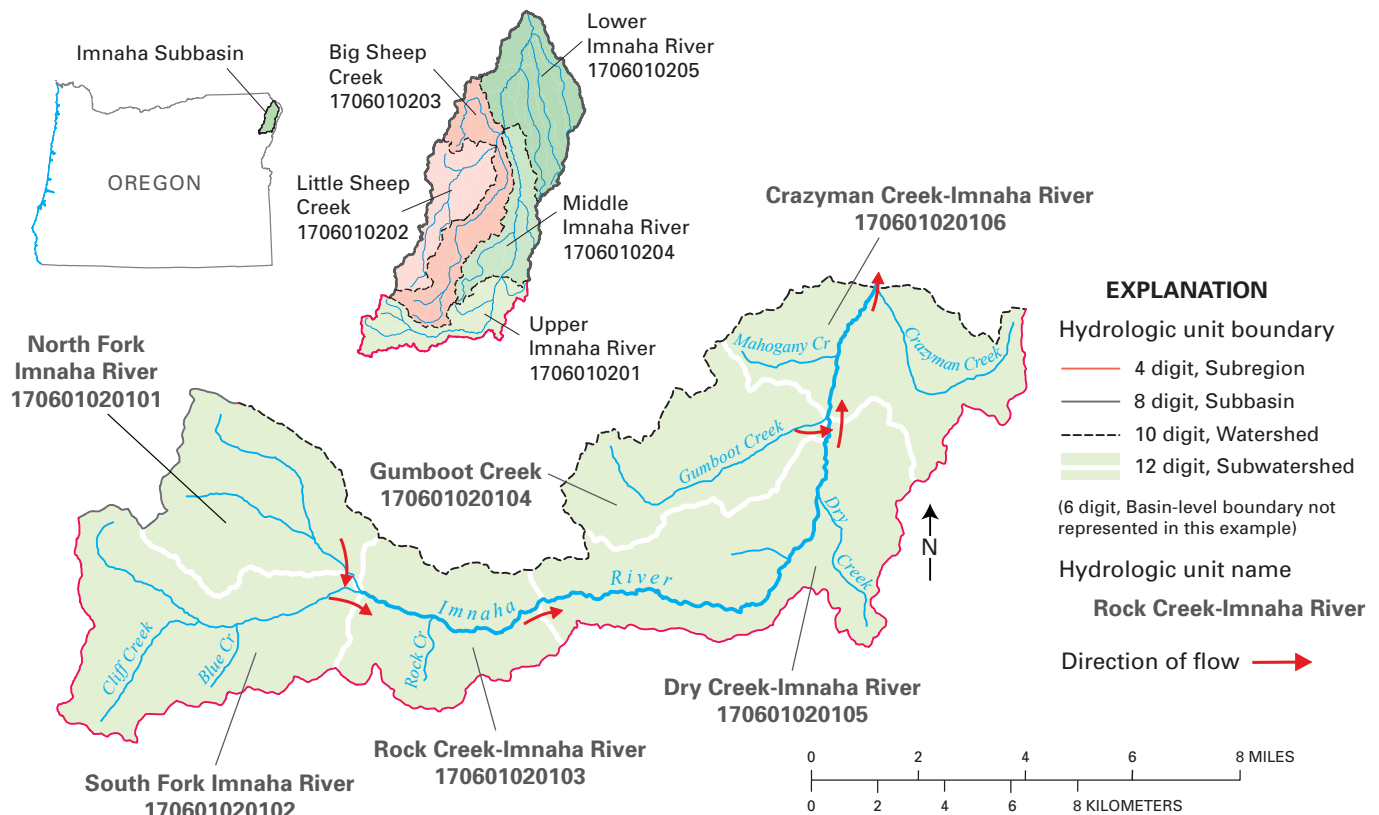 Imnaha Subbasin
OREGON
Big Sheep
Creek
1706010203
Lower
Imnaha River
1706010205
Little Sheep
Creek
1706010202
Middle
Imnaha River
1706010204
Upper
Imnaha River
1706010201
Crazyman Creek-Imnaha River
170601020106
North Fork
Imnaha River
170601020101
Mahogany Cr
Crazyman Creek
Gumboot Creek
170601020104
Gumboot Creek
Dry
Creek
Imnaha
River
Cliff Creek
Blue Cr
Rock Cr
N
South Fork Imnaha River
170601020102
Rock Creek-Imnaha River
170601020103
Dry Creek-Imnaha River
170601020105
EXPLANATION
Hydrologic unit boundary
4 digit, Subregion
8 digit, Subbasin
10 digit, Watershed
12 digit, Subwatershed
(6 digit, Basin-level boundary not
represented in this example)
Hydrologic unit name
Rock Creek-Imnaha River
Direction of flow
0 2 4 6 8 MILES
0 2 4 6 8 KILOMETERS